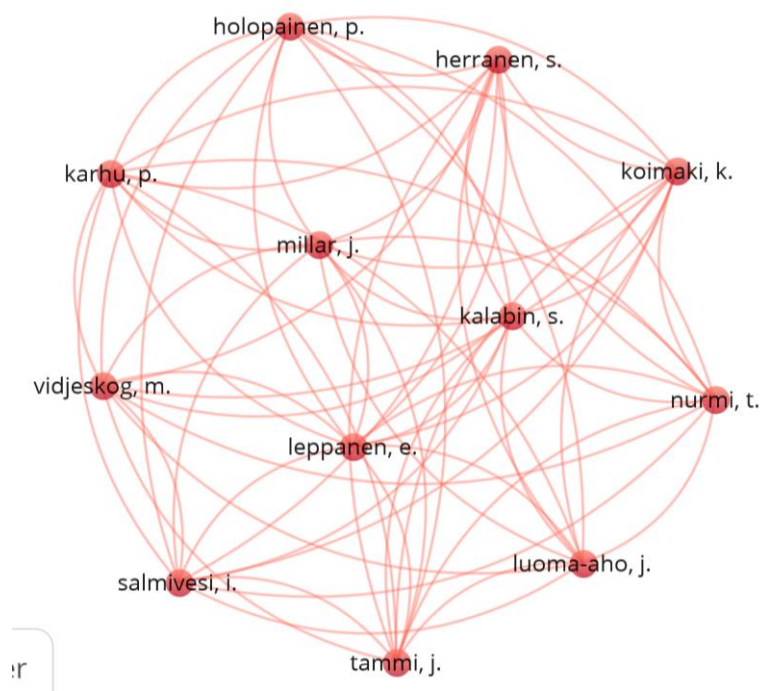 holopainen, p.
herranen, s.
karhu, p.
koimaki, k.
millar, j.
kalabin, s.
vidjeskog, m.
nurmi, t.
leppanen, e.
luoma-aho, j.
salmivesi, i.
tammi, j.